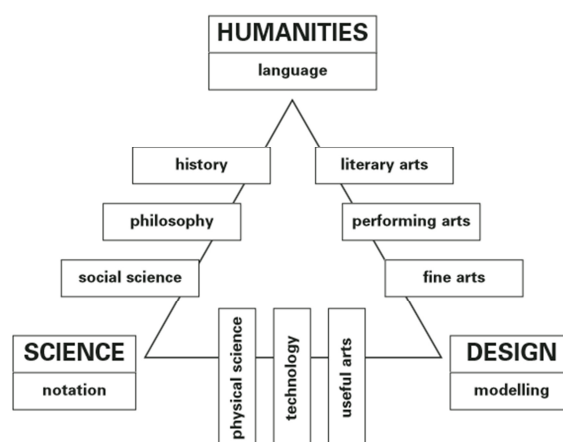 HUMANITIES
language
history
literary arts
philosophy
performing arts
social science
fine arts
SCIENCE
notation
physical science
technology
useful arts
DESIGN
modelling